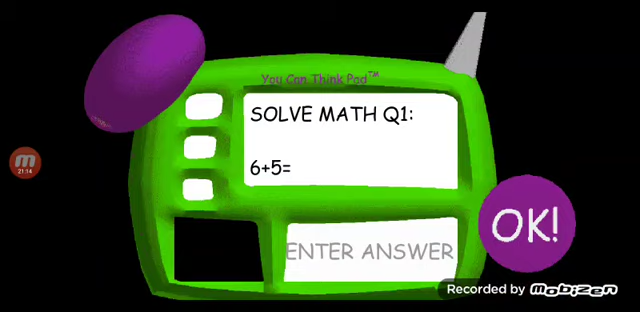 You Can Think Pad™
SOLVE MATH Q1:
6+5=
OK!
ENTER ANSWER
21:14
Recorded by Mobizen